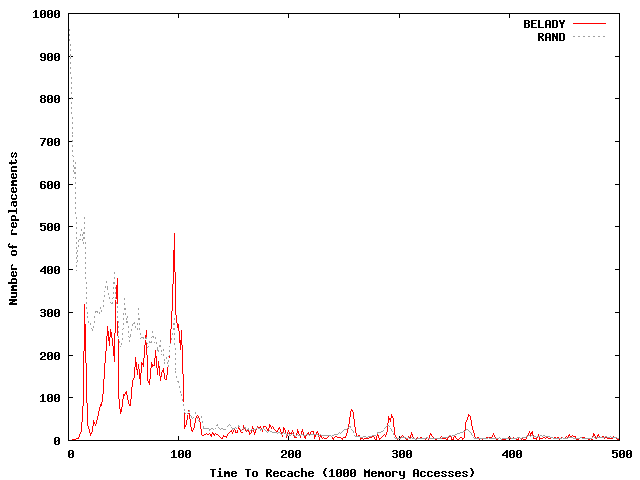 1000
900
800
700
600
500
400
300
200
100
0
Number of replacements
BELADY
RAND
0 100 200 300 400 500
Time To Recache (1000 Memory Accesses)